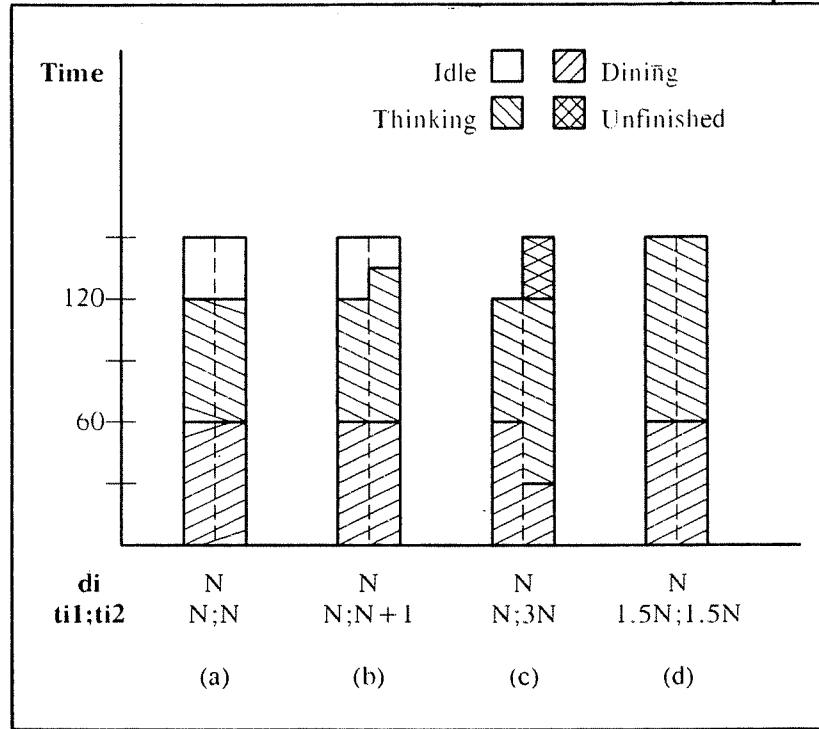 Time
Idle Dining
Thinking Unfinished
120
60
di N N N N
ti1;ti2 N;N N;N+1 N;3N 1.5N;1.5N
(a) (b) (c) (d)